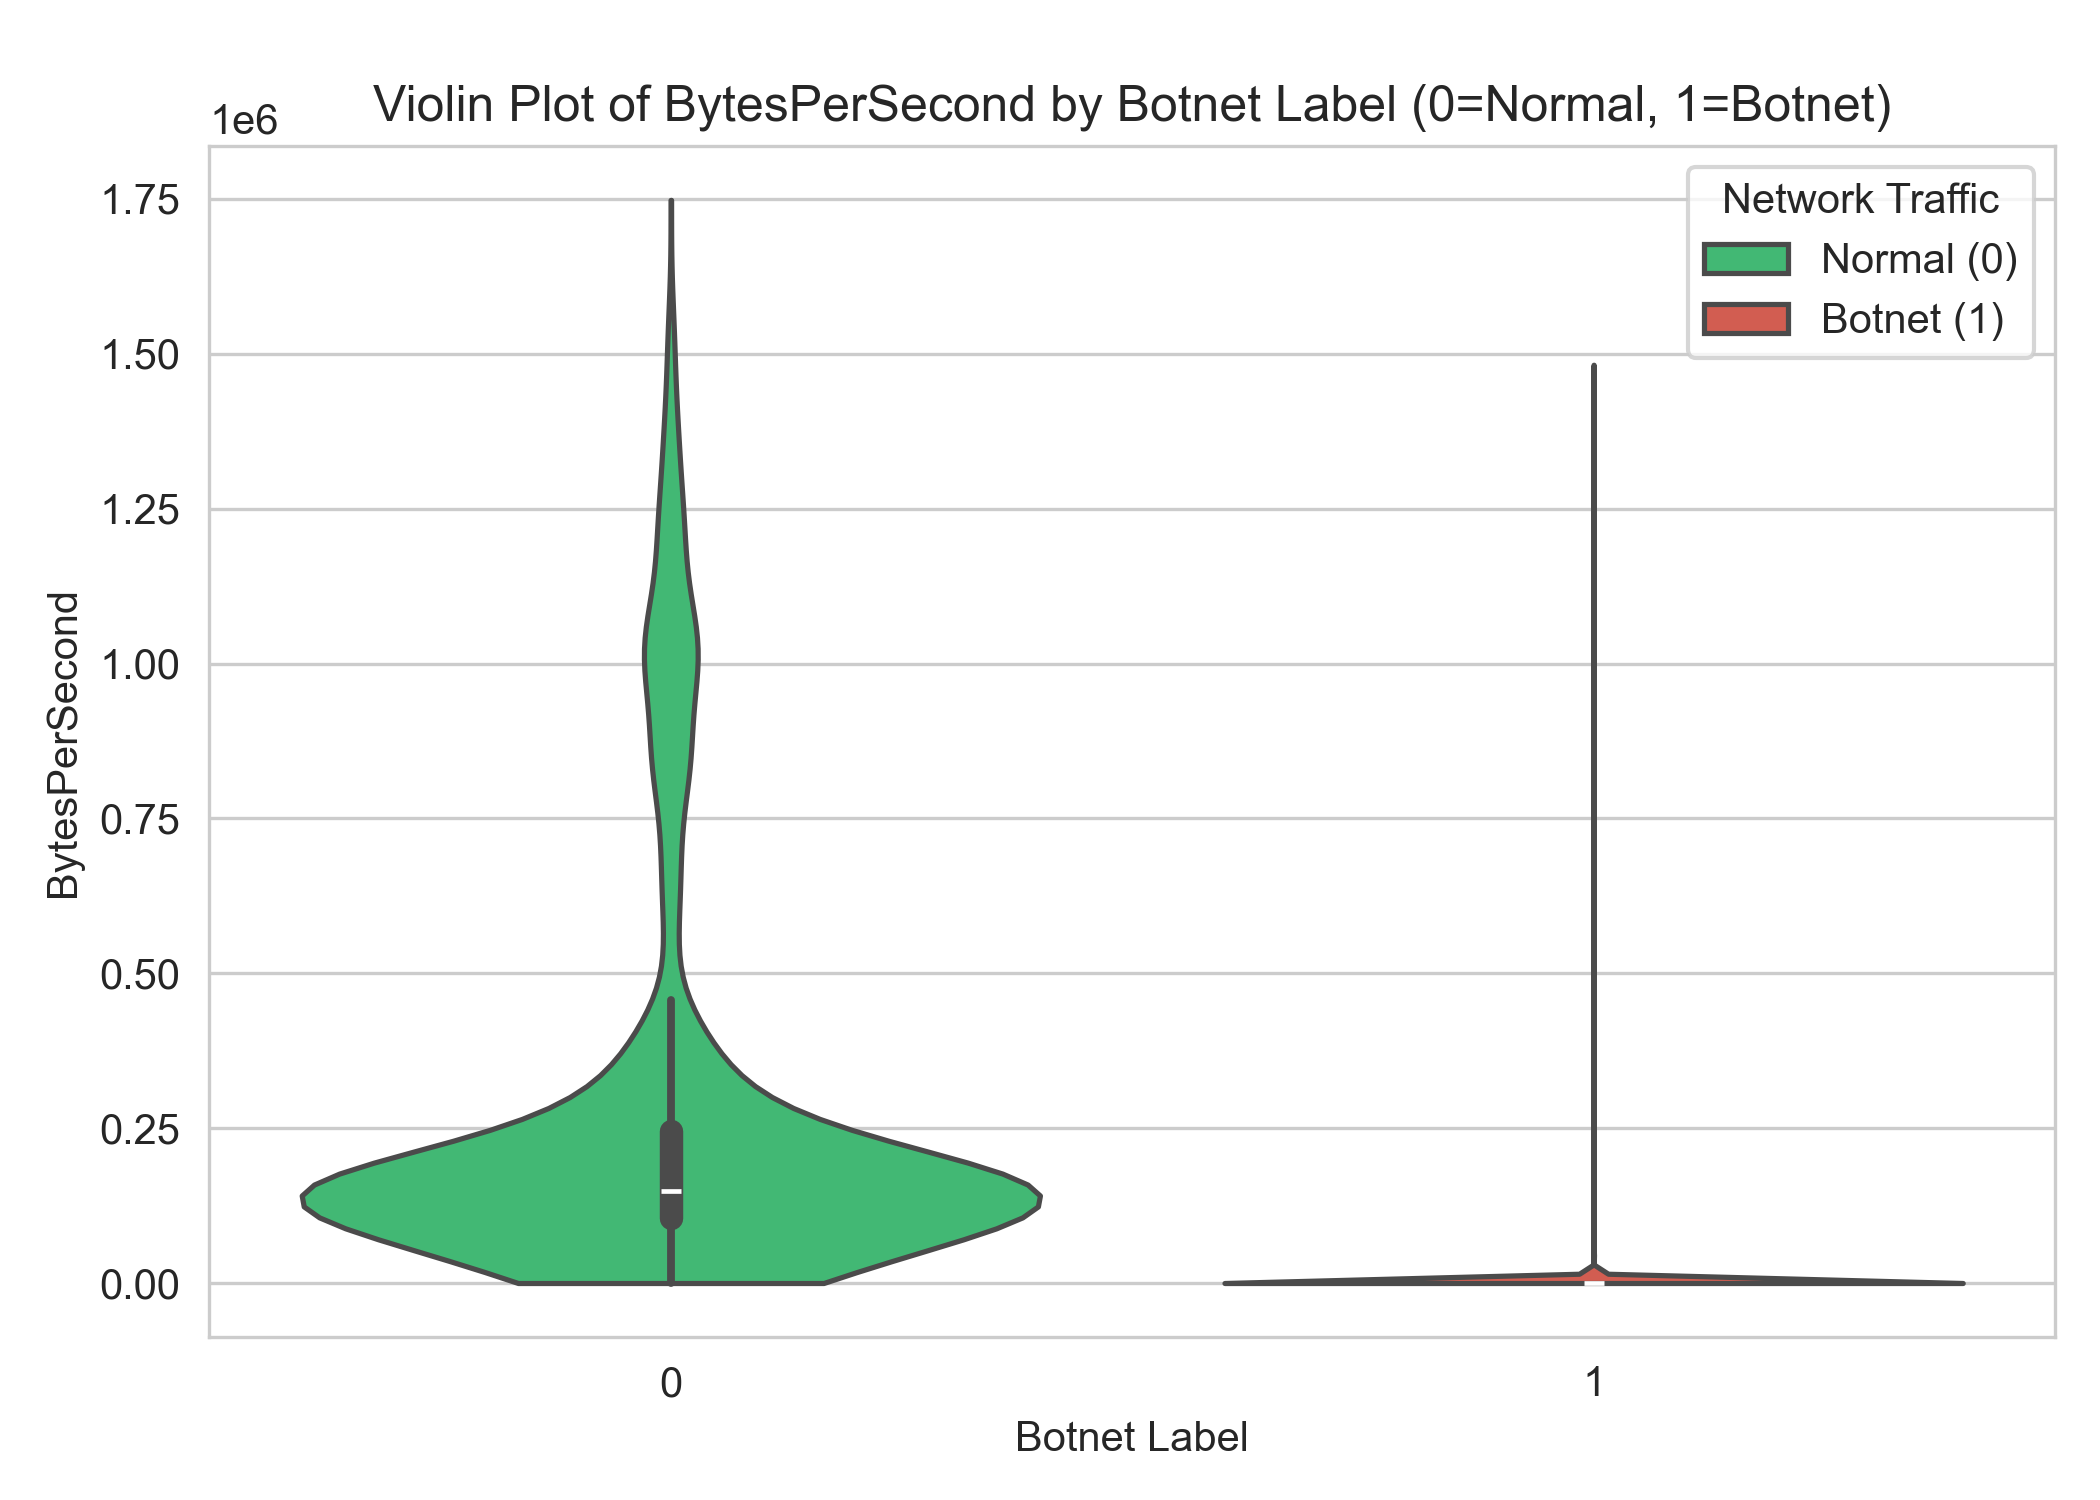 Violin Plot of BytesPerSecond by Botnet Label (0=Normal, 1=Botnet)
1e6
1.75
1.50
1.25
1.00
0.75
0.50
0.25
0.00
BytesPerSecond
Network Traffic
Normal (0)
Botnet (1)
0
1
Botnet Label